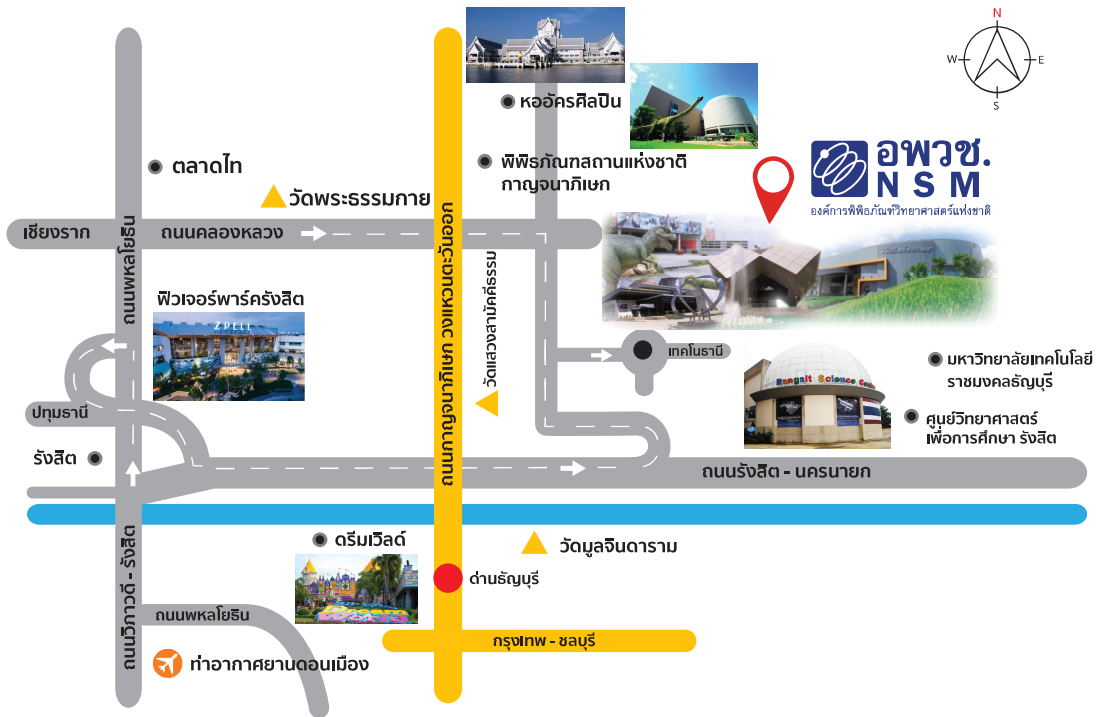 N
W
E
S
หออัครศิลปิน
อพวช.
NSM
องค์การพิพิธภัณฑ์วิทยาศาสตร์แห่งชาติ
พิพิธภัณฑสถานแห่งชาติ
กาญจนาภิเษก
ตลาดไท
วัดพระธรรมกาย
เชียงราก
ถนนคลองหลวง
ถนนพหลโยธิน
ถนนกาญจนาภิเษก วงแหวนตะวันออก
วัดแสวงสามัคคีธรรม
ฟิวเจอร์พาร์ครังสิต
ZPELL
เทคโนธานี
มหาวิทยาลัยเทคโนโลยี
ราชมงคลธัญบุรี
Rangsit Science Centre
ศูนย์วิทยาศาสตร์
เพื่อการศึกษา รังสิต
ปทุมธานี
รังสิต
ถนนรังสิต - นครนายก
ถนนวิภาวดี - รังสิต
ดรีมเวิลด์
วัดมูลจินดาราม
Dream World
ด่านธัญบุรี
ถนนพหลโยธิน
กรุงเทพ - ชลบุรี
ท่าอากาศยานดอนเมือง